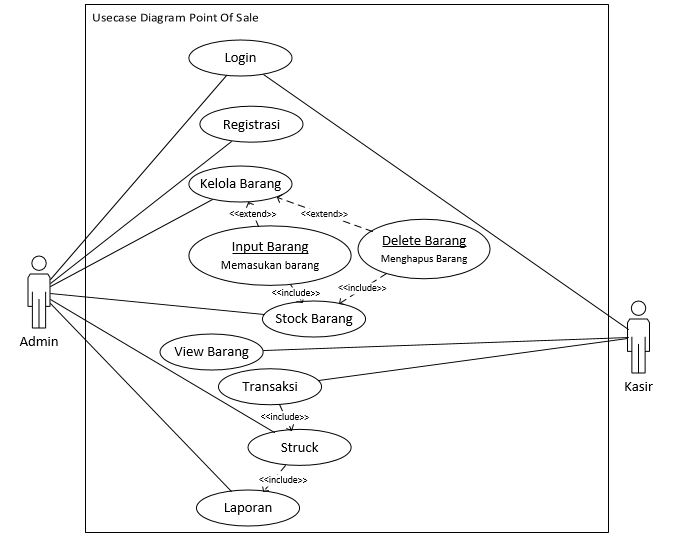 Usecase Diagram Point Of Sale
Login
Registrasi
Kelola Barang
<<extend>>
<<extend>>
Input Barang
Memasukan barang
Delete Barang
Menghapus Barang
<<include>>
<<include>>
Stock Barang
Admin
View Barang
Kasir
Transaksi
<<include>>
Struck
<<include>>
Laporan